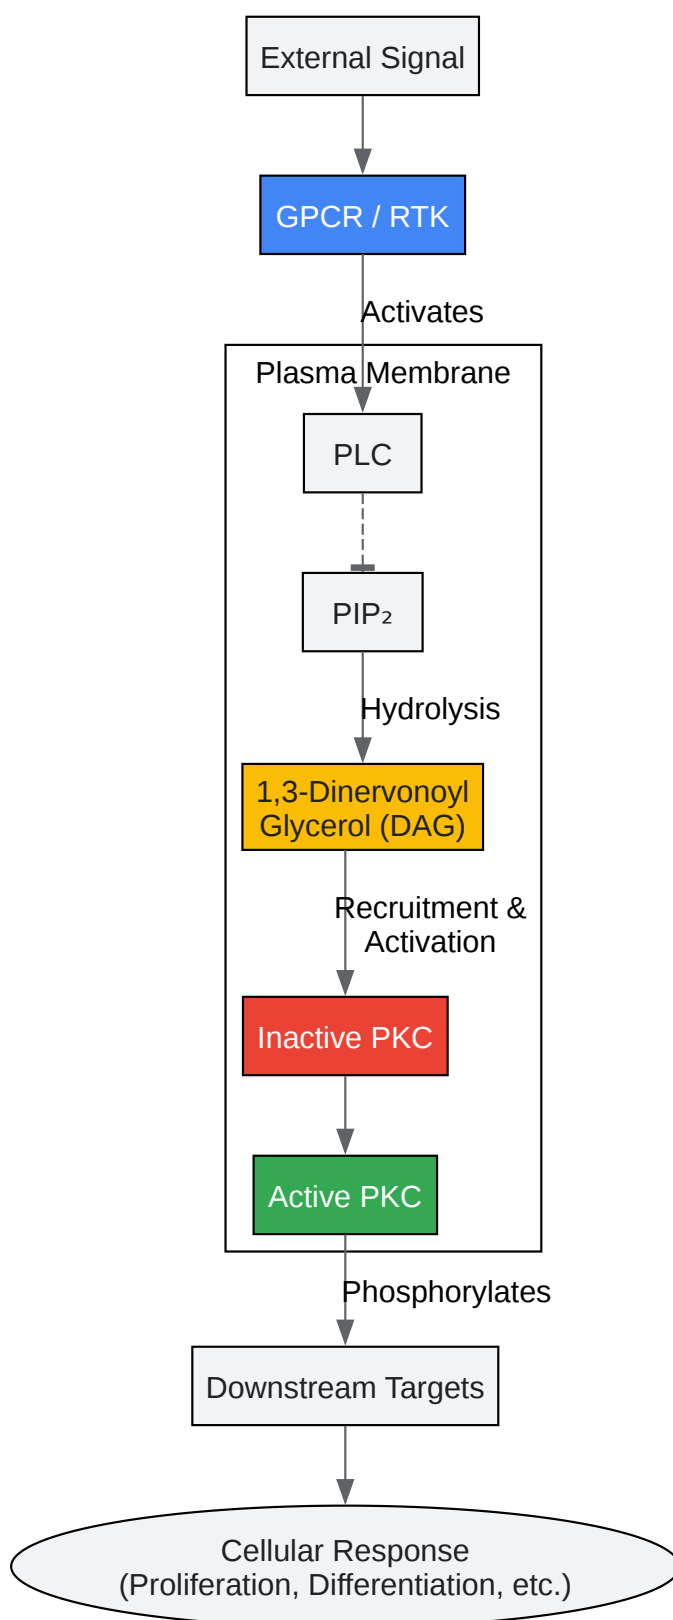 External Signal
GPCR / RTK
Activates
Plasma Membrane
PLC
PIP₂
Hydrolysis
1,3-Dinervonoyl
Glycerol (DAG)
Recruitment &
Activation
Inactive PKC
Active PKC
Phosphorylates
Downstream Targets
Cellular Response
(Proliferation, Differentiation, etc.)